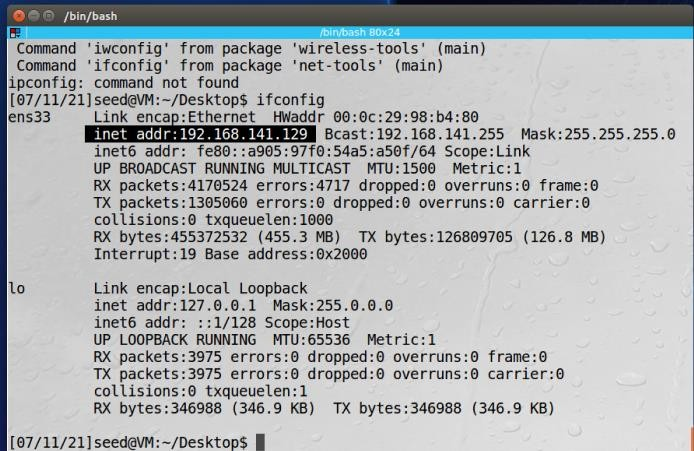 /bin/bash
/bin/bash 80x24
Command 'iwconfig' from package 'wireless-tools' (main)
Command 'ifconfig' from package 'net-tools' (main)
ipconfig: command not found
[07/11/21]seed@VM:~/Desktop$ ifconfig
ens33     Link encap:Ethernet  HWaddr 00:0c:29:98:b4:80
          inet addr:192.168.141.129  Bcast:192.168.141.255  Mask:255.255.255.0
          inet6 addr: fe80::a905:97f0:54a5:a50f/64 Scope:Link
          UP BROADCAST RUNNING MULTICAST  MTU:1500  Metric:1
          RX packets:4170524 errors:4717 dropped:0 overruns:0 frame:0
          TX packets:1305060 errors:0 dropped:0 overruns:0 carrier:0
          collisions:0 txqueuelen:1000
          RX bytes:455372532 (455.3 MB)  TX bytes:126809705 (126.8 MB)
          Interrupt:19 Base address:0x2000
lo        Link encap:Local Loopback
          inet addr:127.0.0.1  Mask:255.0.0.0
          inet6 addr: ::1/128 Scope:Host
          UP LOOPBACK RUNNING  MTU:65536  Metric:1
          RX packets:3975 errors:0 dropped:0 overruns:0 frame:0
          TX packets:3975 errors:0 dropped:0 overruns:0 carrier:0
          collisions:0 txqueuelen:1
          RX bytes:346988 (346.9 KB)  TX bytes:346988 (346.9 KB)
[07/11/21]seed@VM:~/Desktop$